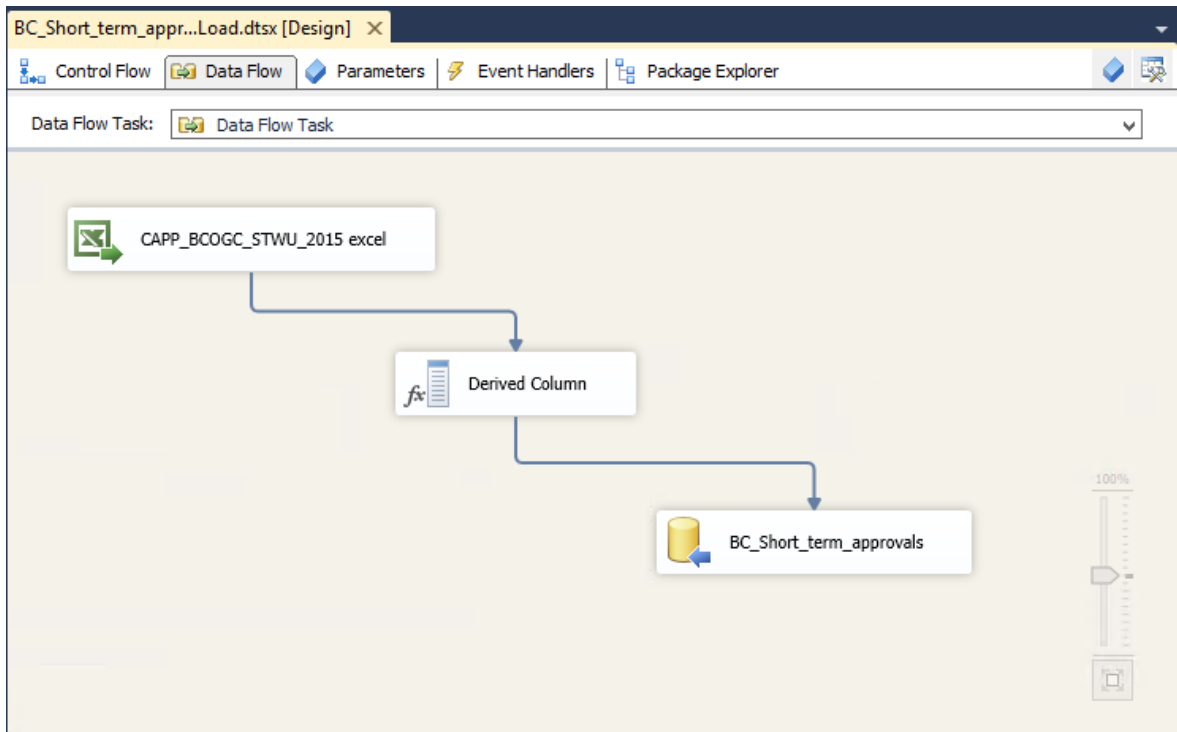 BC_Short_term_appr...Load.dtsx [Design]
Control Flow Data Flow Parameters Event Handlers Package Explorer
Data Flow Task: Data Flow Task
CAPP_BCOGC_STWU_2015 excel
fx Derived Column
100%
BC_Short_term_approvals